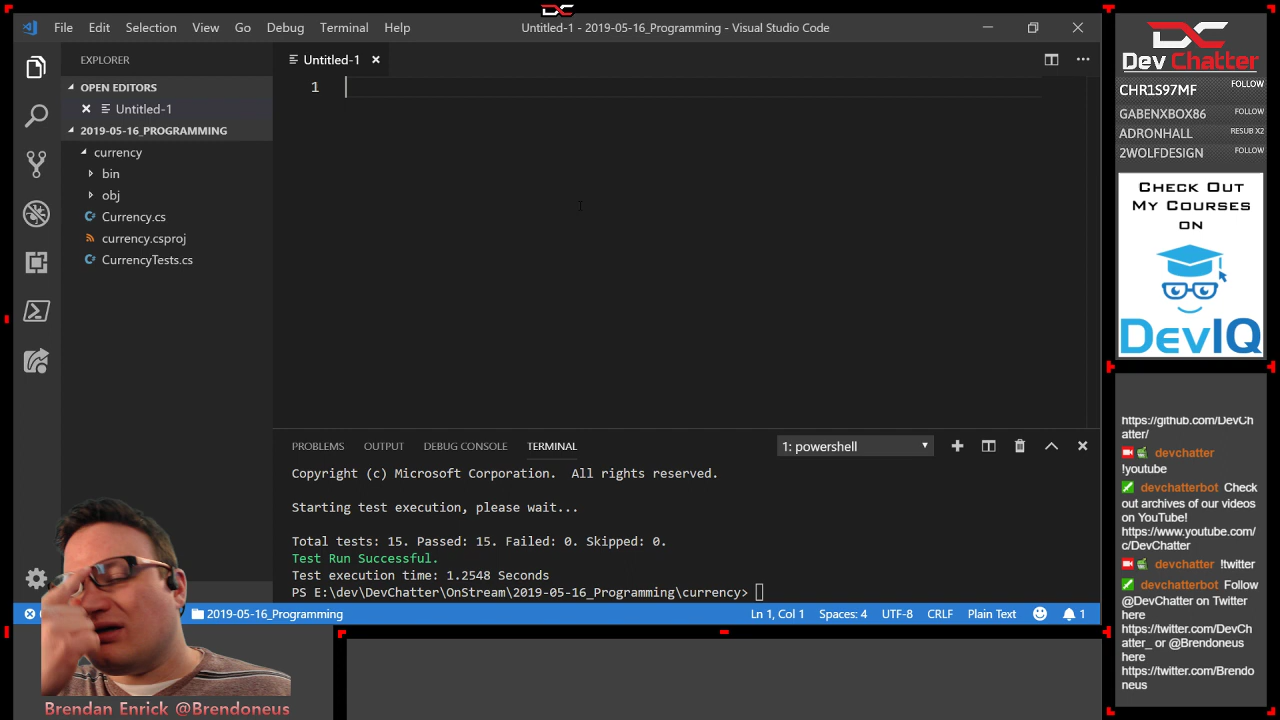 DC
File Edit Selection View Go Debug Terminal Help
Untitled-1 - 2019-05-16_Programming - Visual Studio Code
EXPLORER
OPEN EDITORS
Untitled-1
2019-05-16_PROGRAMMING
currency
bin
obj
Currency.cs
currency.csproj
CurrencyTests.cs
Untitled-1
1
PROBLEMS OUTPUT DEBUG CONSOLE TERMINAL
1: powershell
Copyright (c) Microsoft Corporation. All rights reserved.
Starting test execution, please wait...
Total tests: 15. Passed: 15. Failed: 0. Skipped: 0.
Test Run Successful.
Test execution time: 1.2548 Seconds
PS E:\dev\DevChatter\OnStream\2019-05-16_Programming\currency>
2019-05-16_Programming
Ln 1, Col 1 Spaces: 4 UTF-8 CRLF Plain Text 1
Brendan Enrick @Brendoneus
DC
Dev Chatter
CHR1S97MF FOLLOW
GABENXBOX86 FOLLOW
ADRONHALL RESUB X2
2WOLFDESIGN FOLLOW
CHECK OUT
MY COURSES
ON
DevIQ
https://github.com/DevCh
atter/
devchatter
!youtube
devchatterbot Check
out archives of our videos
on YouTube!
https://www.youtube.com/
c/DevChatter
devchatter !twitter
devchatterbot Follow
@DevChatter on Twitter
here
https://twitter.com/DevCh
atter_ or @Brendoneus
here
https://twitter.com/Brendo
neus